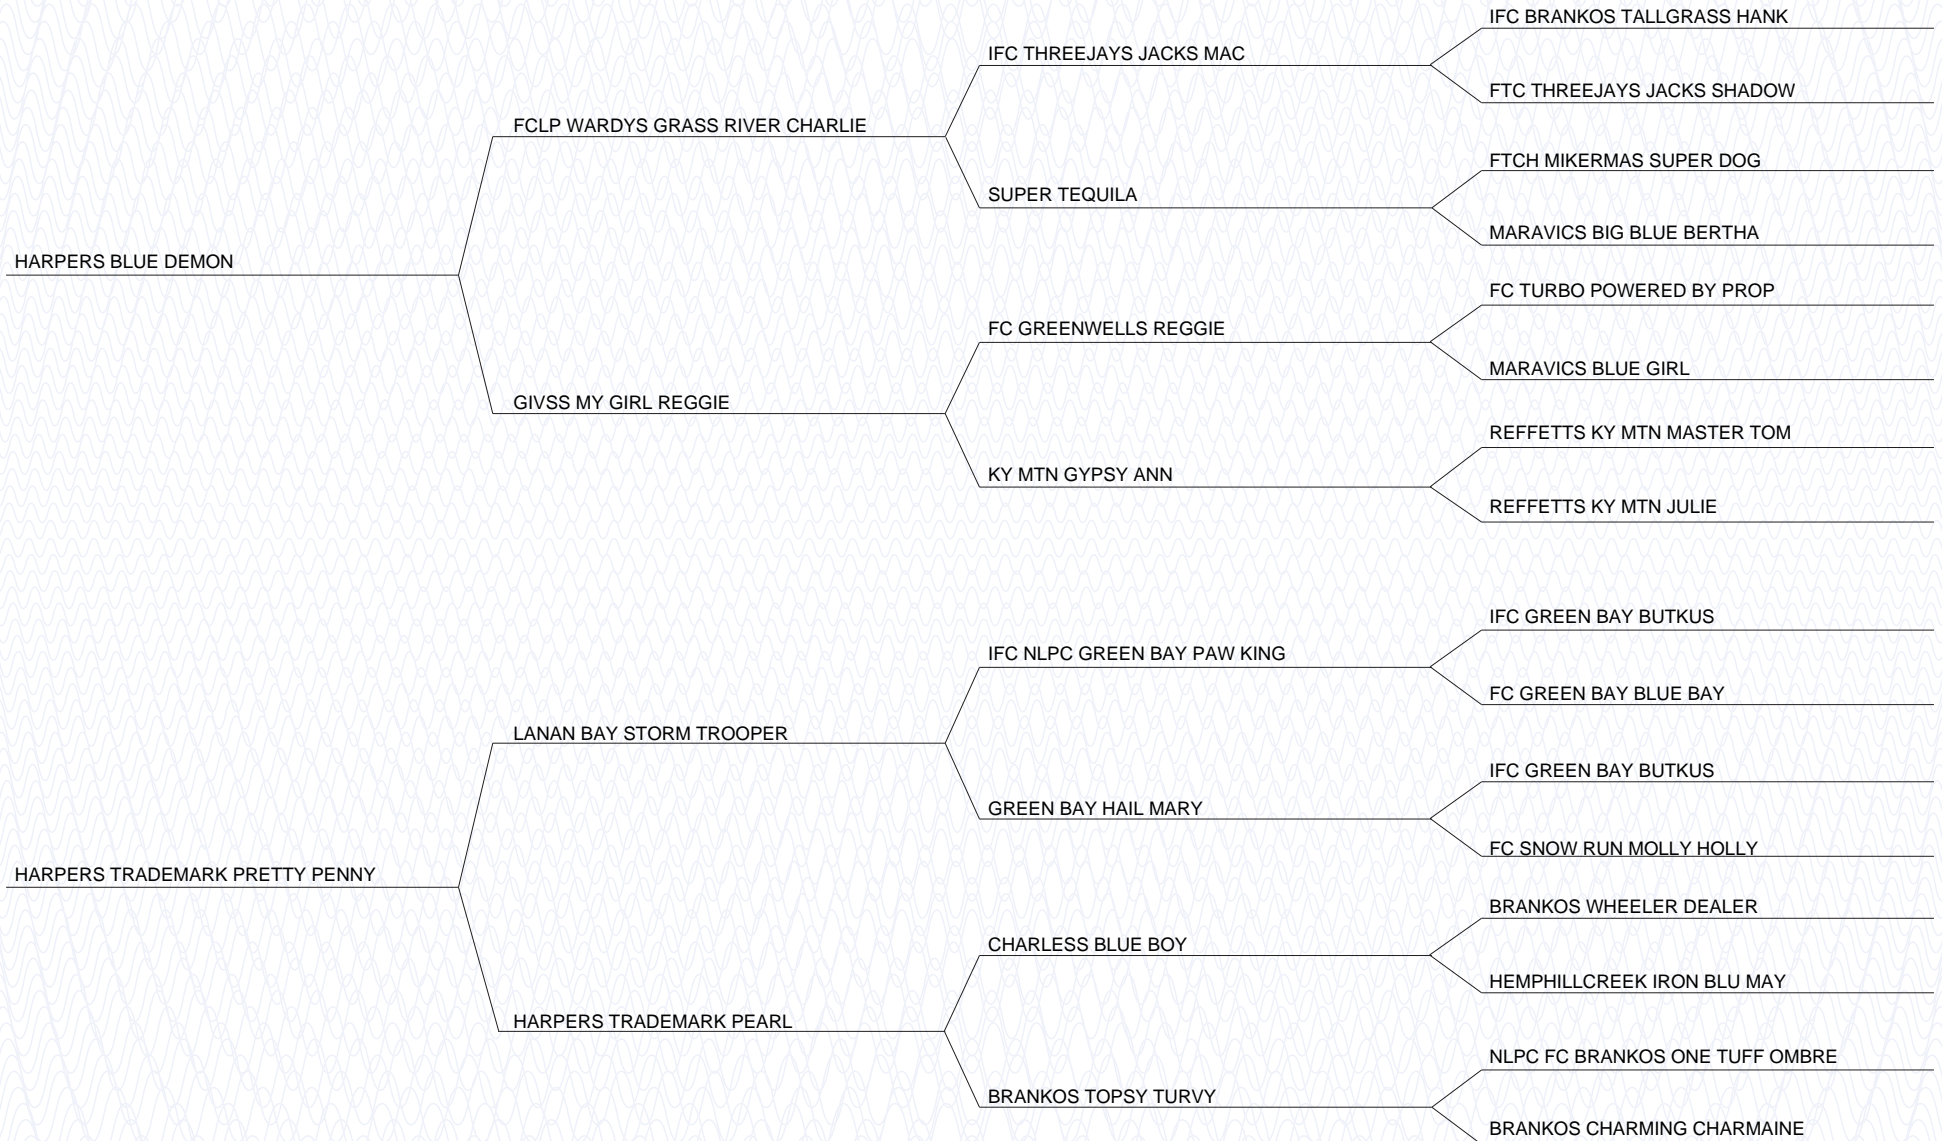 IFC BRANKOS TALLGRASS HANK
IFC THREEJAYS JACKS MAC
FTC THREEJAYS JACKS SHADOW
FCLP WARDYS GRASS RIVER CHARLIE
FTCH MIKERMAS SUPER DOG
SUPER TEQUILA
MARAVICS BIG BLUE BERTHA
HARPERS BLUE DEMON
FC TURBO POWERED BY PROP
FC GREENWELLS REGGIE
MARAVICS BLUE GIRL
GIVSS MY GIRL REGGIE
REFFETTS KY MTN MASTER TOM
KY MTN GYPSY ANN
REFFETTS KY MTN JULIE
IFC GREEN BAY BUTKUS
IFC NLPC GREEN BAY PAW KING
FC GREEN BAY BLUE BAY
LANAN BAY STORM TROOPER
IFC GREEN BAY BUTKUS
GREEN BAY HAIL MARY
FC SNOW RUN MOLLY HOLLY
HARPERS TRADEMARK PRETTY PENNY
BRANKOS WHEELER DEALER
CHARLESS BLUE BOY
HEMPHILLCREEK IRON BLU MAY
HARPERS TRADEMARK PEARL
NLPC FC BRANKOS ONE TUFF OMBRE
BRANKOS TOPSY TURVY
BRANKOS CHARMING CHARMAINE